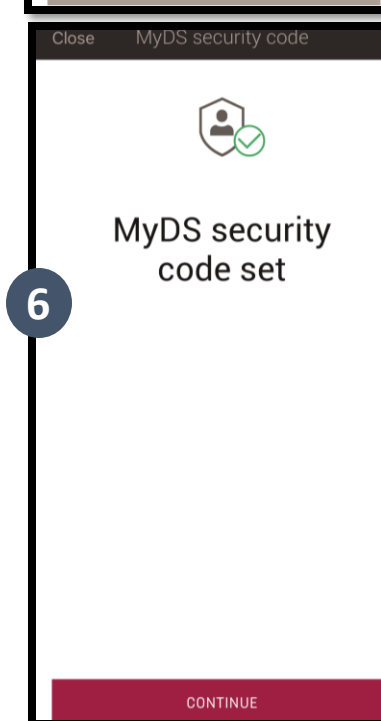 Close MyDS security code
MyDS security
code set
6
CONTINUE